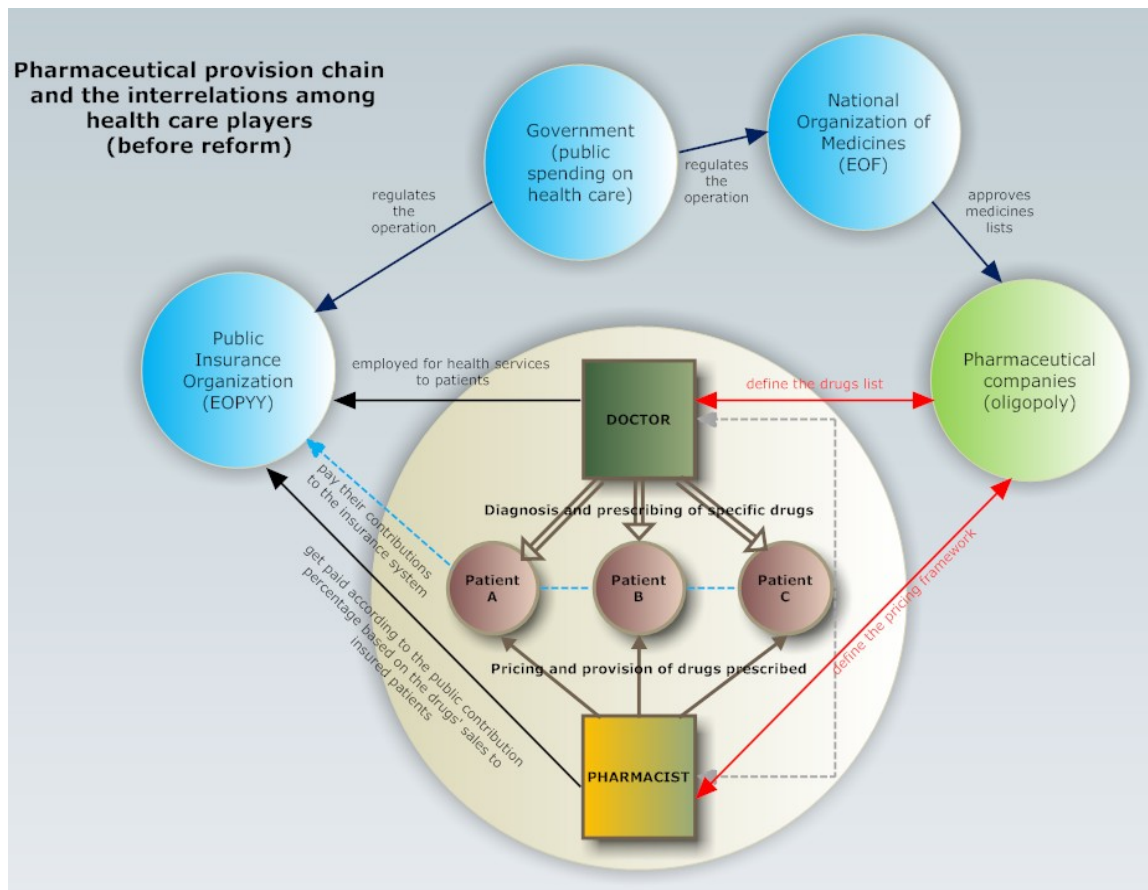 Pharmaceutical provision chain
and the interrelations among
health care players
(before reform)
Government
(public
spending on
health care)
National
Organization of
Medicines
(EOF)
regulates
the
operation
regulates
the
operation
approves
medicines
lists
Public
Insurance
Organization
(EOPYY)
Pharmaceutical
companies
(oligopoly)
employed for health services
to patients
define the drugs list
DOCTOR
pay their contributions
to the insurance system
Diagnosis and prescribing of specific drugs
Patient
A
Patient
B
Patient
C
get paid according to the public contribution
percentage based on the drugs' sales to
insured patients
define the pricing framework
Pricing and provision of drugs prescribed
PHARMACIST